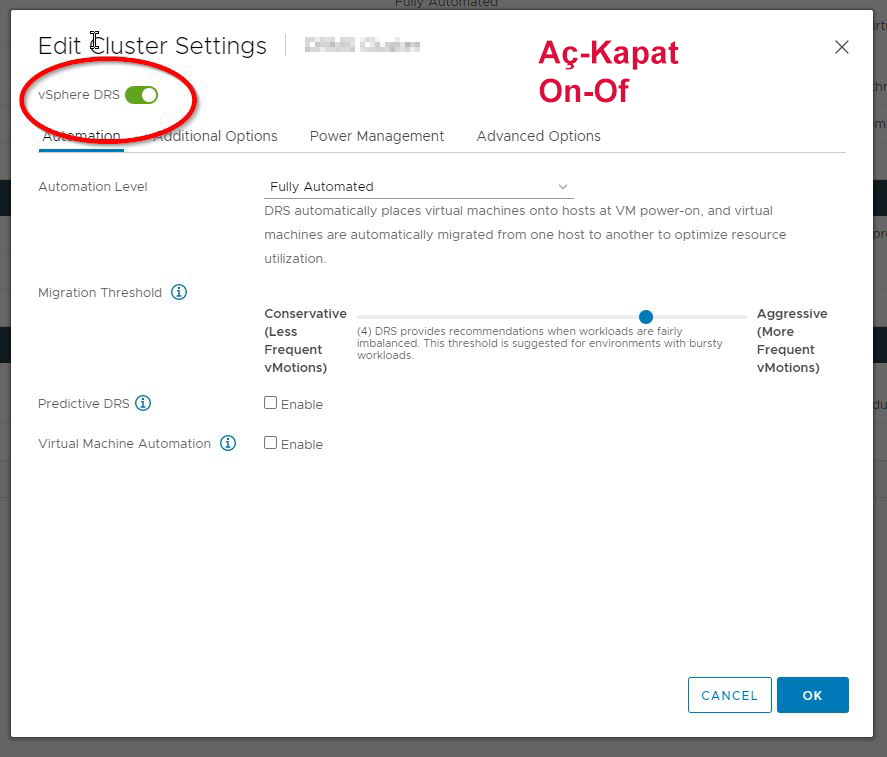 Fully Automated
Edit Cluster Settings
Aç-Kapat
On-Of
vSphere DRS
Automation
Additional Options
Power Management
Advanced Options
Automation Level
Fully Automated
DRS automatically places virtual machines onto hosts at VM power-on, and virtual
machines are automatically migrated from one host to another to optimize resource
utilization.
Migration Threshold
Conservative
(Less
Frequent
vMotions)
(4) DRS provides recommendations when workloads are fairly
imbalanced. This threshold is suggested for environments with bursty
workloads.
Aggressive
(More
Frequent
vMotions)
Predictive DRS
Enable
Virtual Machine Automation
Enable
CANCEL
OK